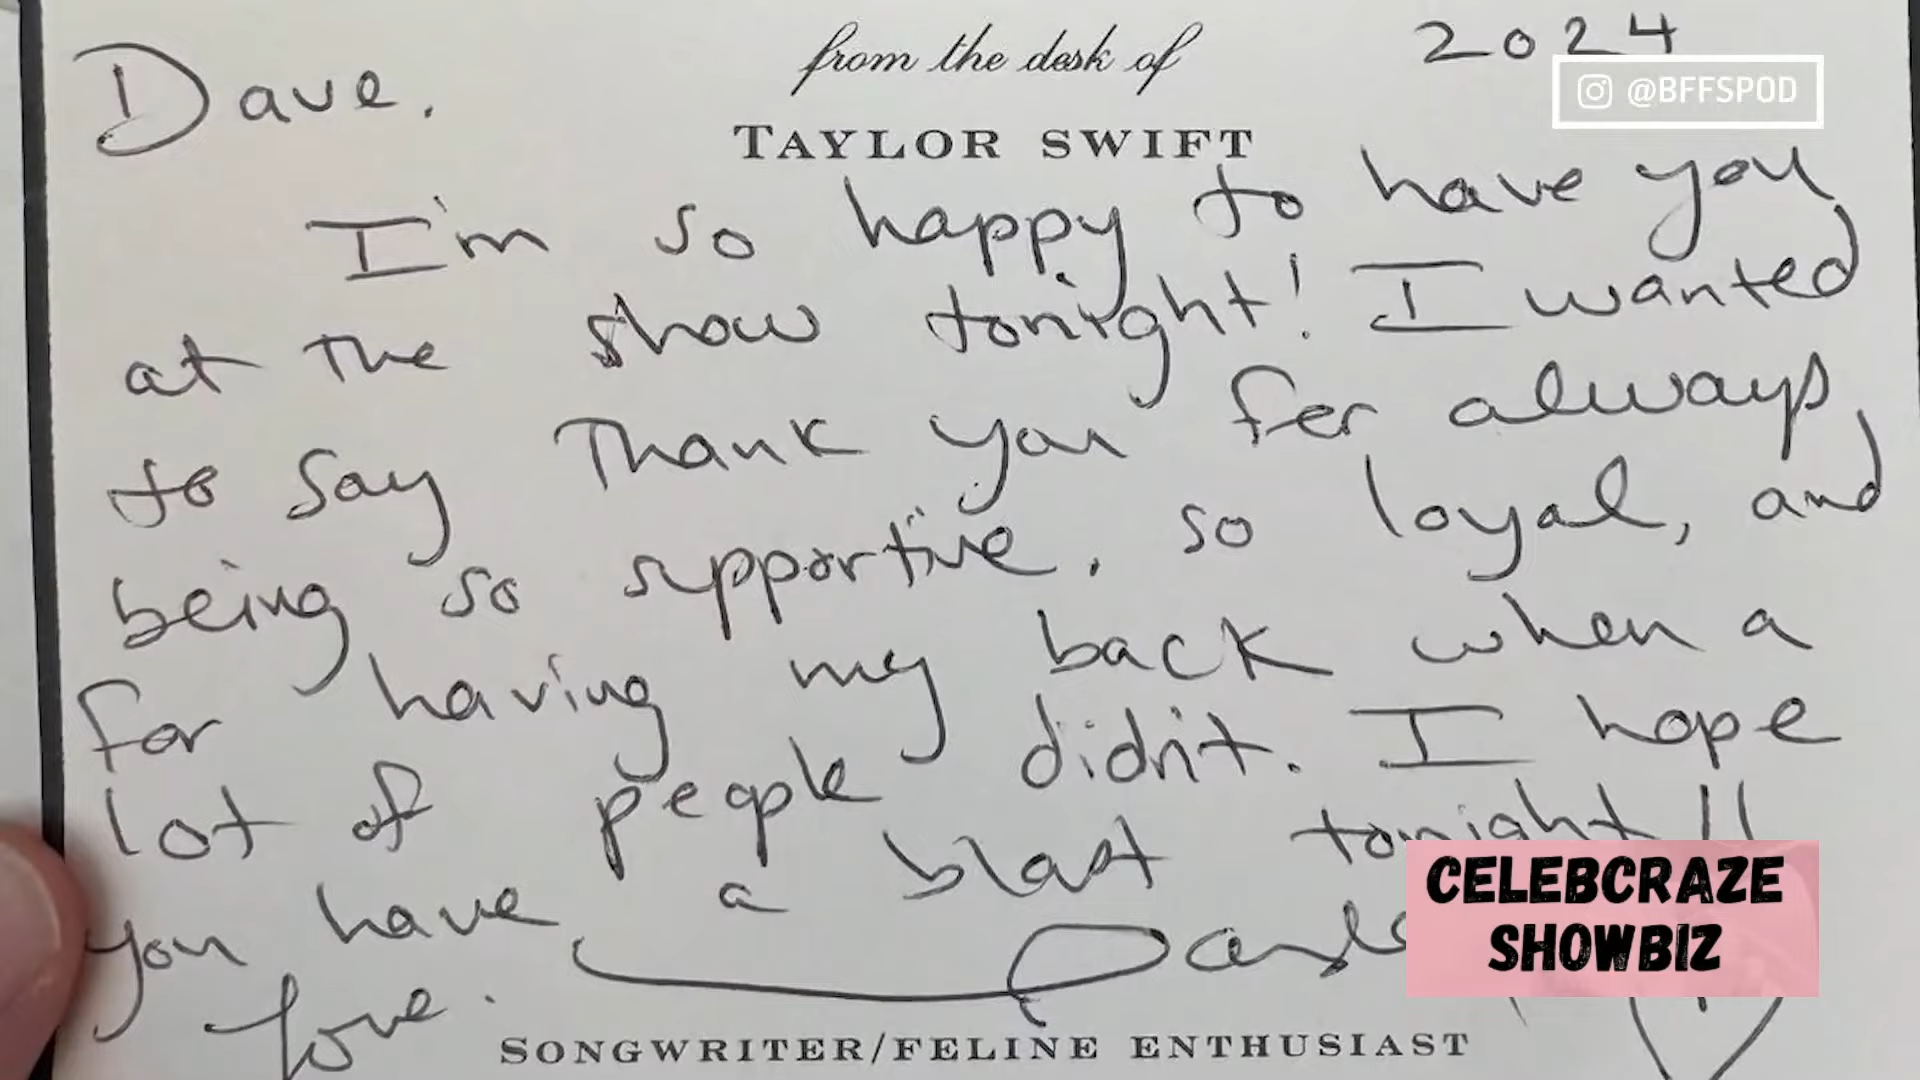 from the desk of
TAYLOR SWIFT
2024
@BFFSPOD
Dave,
I'm so happy to have you
at the show tonight! I wanted
to say thank you for always
being so supportive, so loyal, and
for having my back when a
lot of people didn't. I hope
you have a blast tonight!!
love,
SONGWRITER/FELINE ENTHUSIAST
CELEBCRAZE
SHOWBIZ